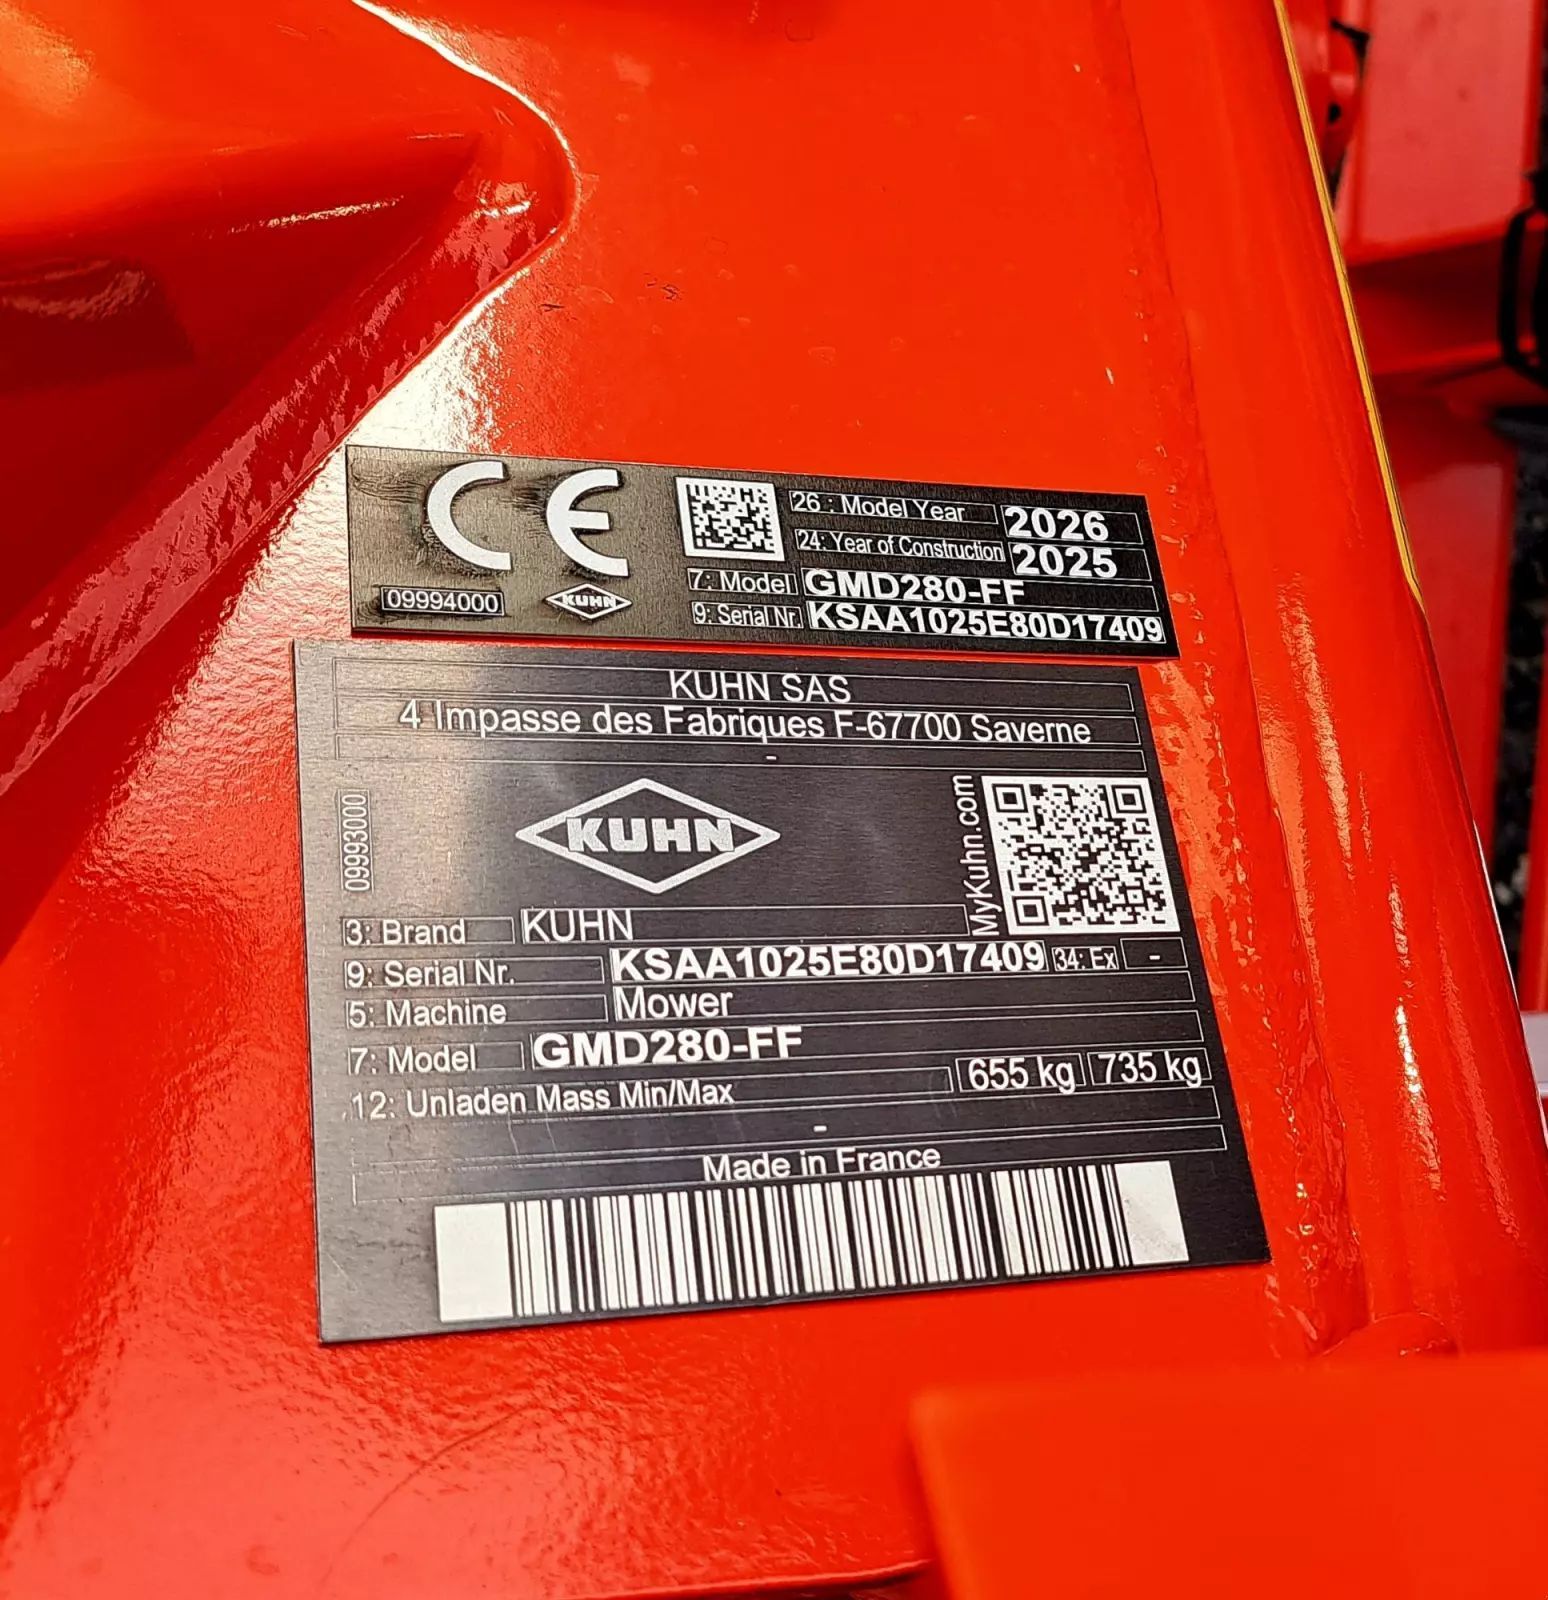 CE
26 : Model Year 2026
24: Year of Construction 2025
7: Model GMD280-FF
09994000 KUHN 9: Serial Nr. KSAA1025E80D17409
KUHN SAS
4 Impasse des Fabriques F-67700 Saverne
-
09993000
KUHN
MyKuhn.com
3: Brand KUHN
9: Serial Nr. KSAA1025E80D17409 34: Ex -
5: Machine Mower
7: Model GMD280-FF
12: Unladen Mass Min/Max 655 kg 735 kg
-
Made in France